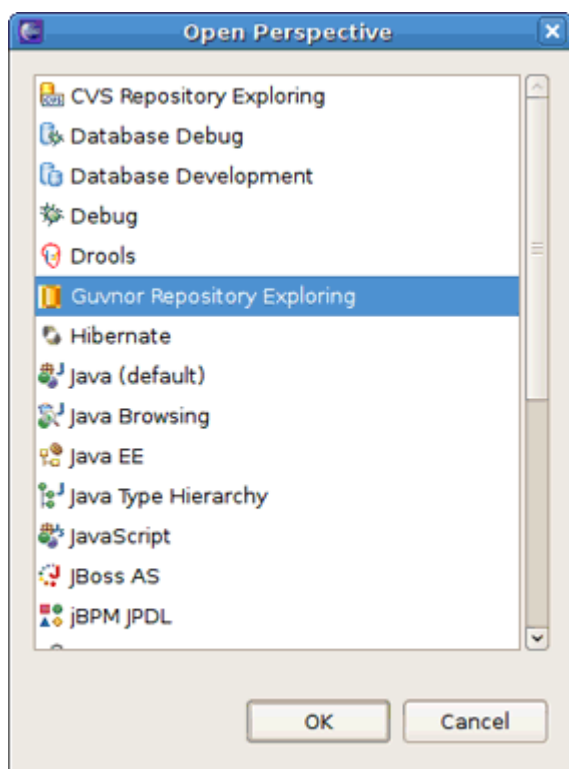 Open Perspective
CVS Repository Exploring
Database Debug
Database Development
Debug
Drools
Guvnor Repository Exploring
Hibernate
Java (default)
Java Browsing
Java EE
Java Type Hierarchy
JavaScript
JBoss AS
jBPM JPDL
OK Cancel